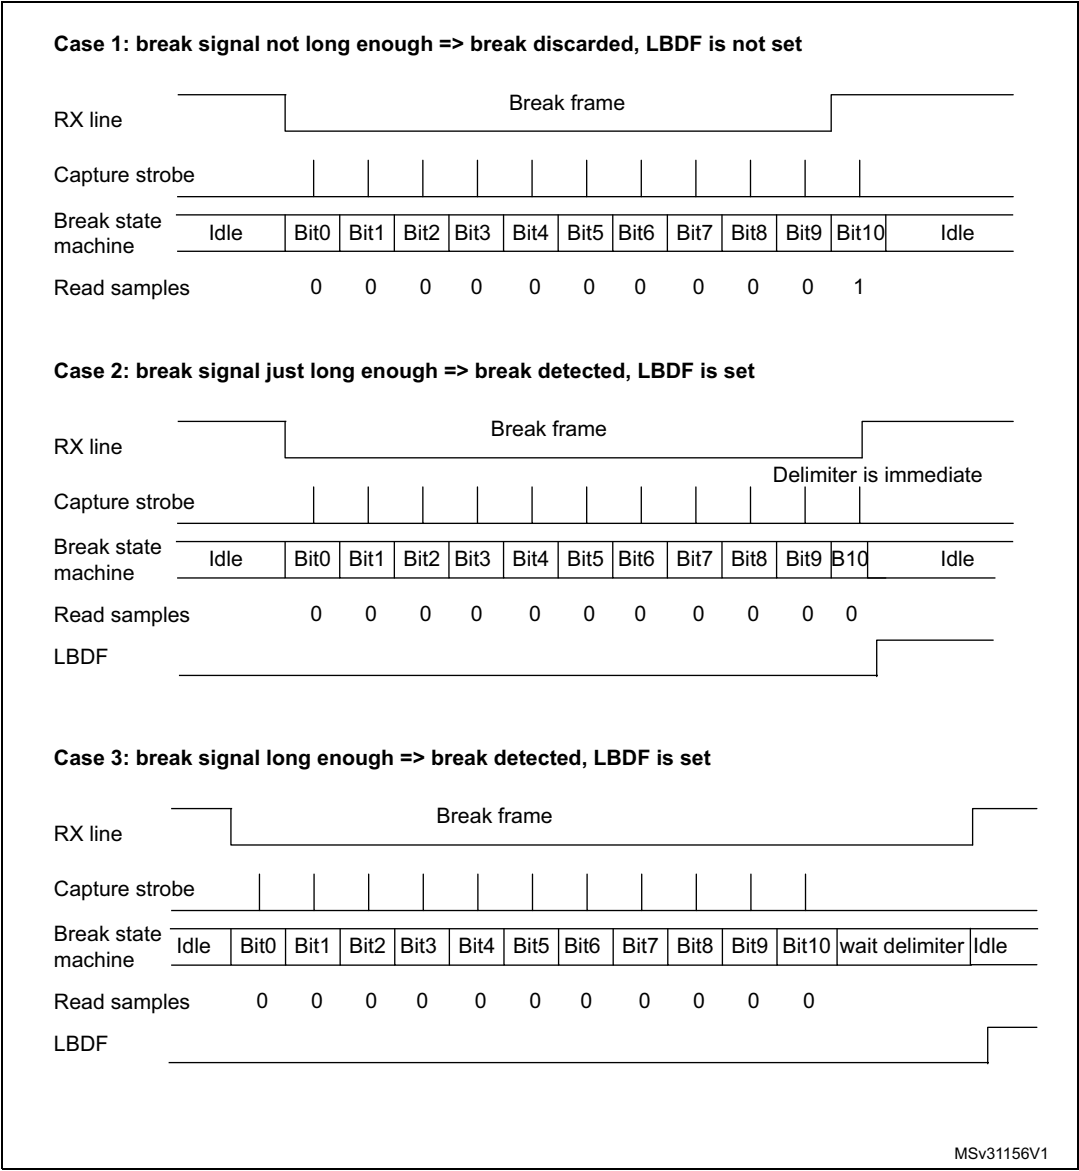 Case 1: break signal not long enough => break discarded, LBDF is not set
Break frame
RX line
Capture strobe
Break state machine
Idle Bit0 Bit1 Bit2 Bit3 Bit4 Bit5 Bit6 Bit7 Bit8 Bit9 Bit10 Idle
Read samples 0 0 0 0 0 0 0 0 0 0 1
Case 2: break signal just long enough => break detected, LBDF is set
Break frame
RX line
Delimiter is immediate
Capture strobe
Break state machine
Idle Bit0 Bit1 Bit2 Bit3 Bit4 Bit5 Bit6 Bit7 Bit8 Bit9 B10 Idle
Read samples 0 0 0 0 0 0 0 0 0 0 0
LBDF
Case 3: break signal long enough => break detected, LBDF is set
Break frame
RX line
Capture strobe
Break state machine
Idle Bit0 Bit1 Bit2 Bit3 Bit4 Bit5 Bit6 Bit7 Bit8 Bit9 Bit10 wait delimiter Idle
Read samples 0 0 0 0 0 0 0 0 0 0 0
LBDF
MSv31156V1